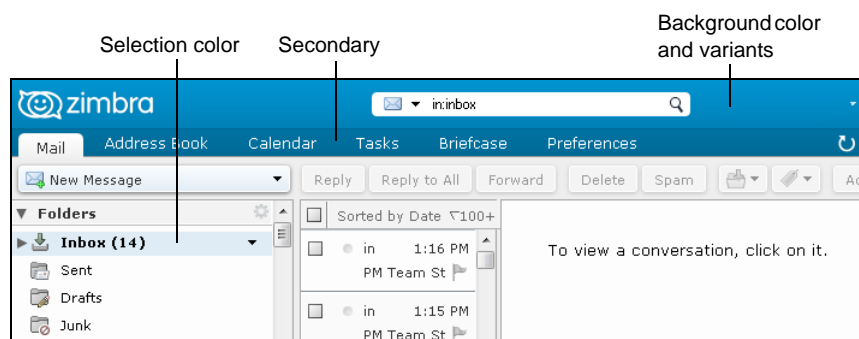 Background color
and variants
Selection color
Secondary
zimbra
in:inbox
Mail
Address Book
Calendar
Tasks
Briefcase
Preferences
New Message
Reply
Reply to All
Forward
Delete
Spam
Folders
Sorted by Date
100+
Inbox (14)
in
1:16 PM
PM Team St
To view a conversation, click on it.
Sent
Drafts
in
1:15 PM
Junk
PM Team St